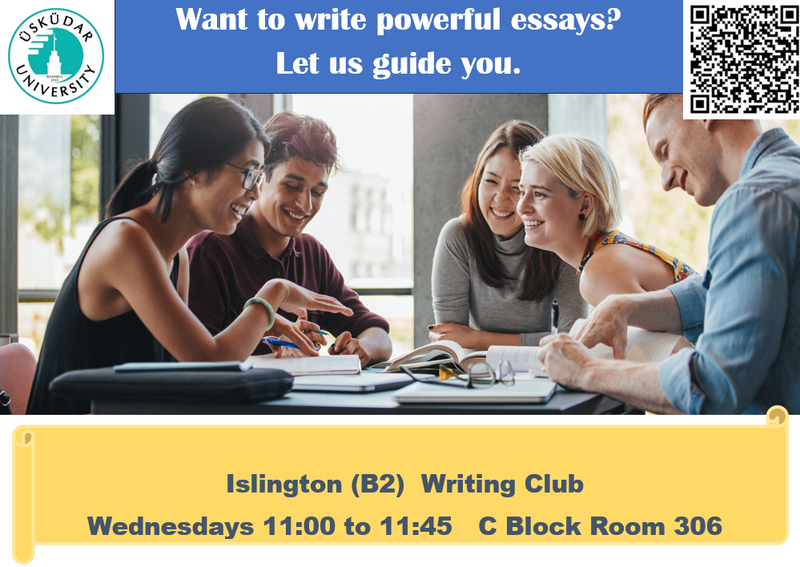 ÜSKÜDAR
UNIVERSITY
Want to write powerful essays?
Let us guide you.
Islington (B2) Writing Club
Wednesdays 11:00 to 11:45 C Block Room 306